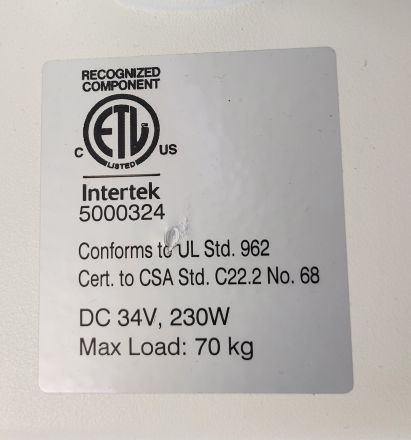 RECOGNIZED
COMPONENT
ETL
CM
C US
LISTED
Intertek
5000324
Conforms to UL Std. 962
Cert. to CSA Std. C22.2 No. 68
DC 34V, 230W
Max Load: 70 kg